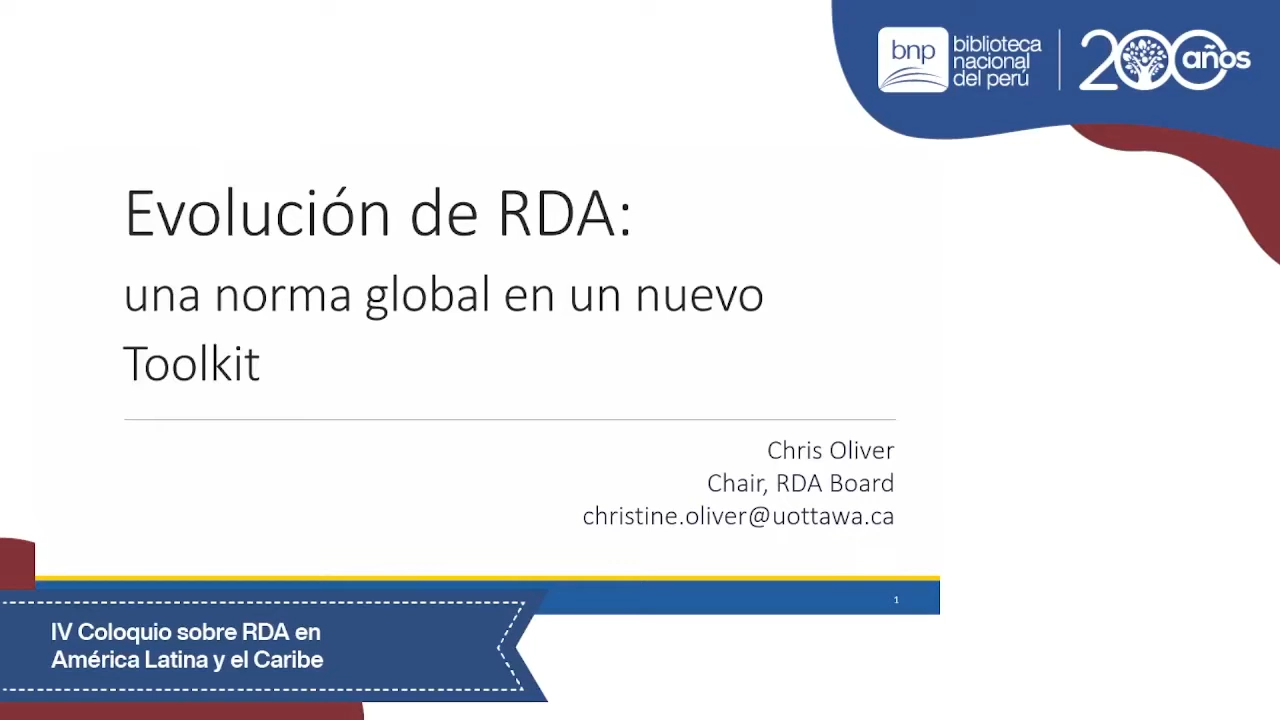 bnp
biblioteca
nacional
del perú
200 años
Evolución de RDA:
una norma global en un nuevo
Toolkit
Chris Oliver
Chair, RDA Board
christine.oliver@uottawa.ca
1
IV Coloquio sobre RDA en
América Latina y el Caribe